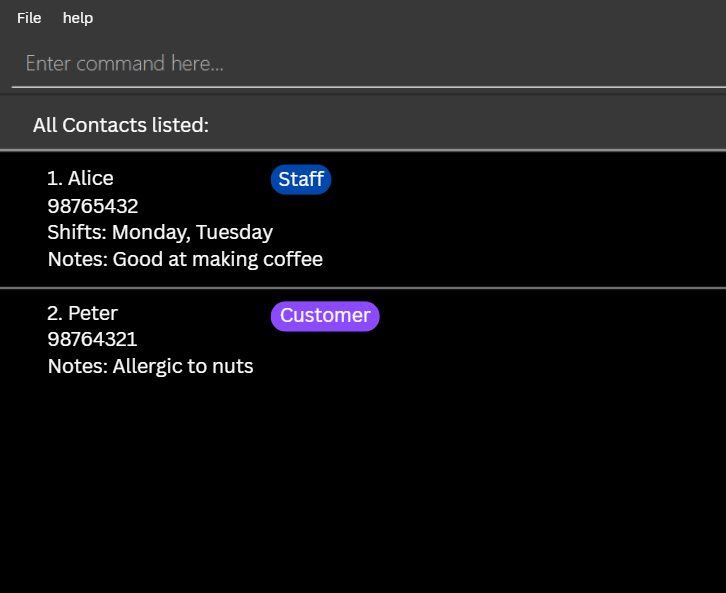 File help
Enter command here...
All Contacts listed:
1. Alice Staff
98765432
Shifts: Monday, Tuesday
Notes: Good at making coffee
2. Peter Customer
98764321
Notes: Allergic to nuts